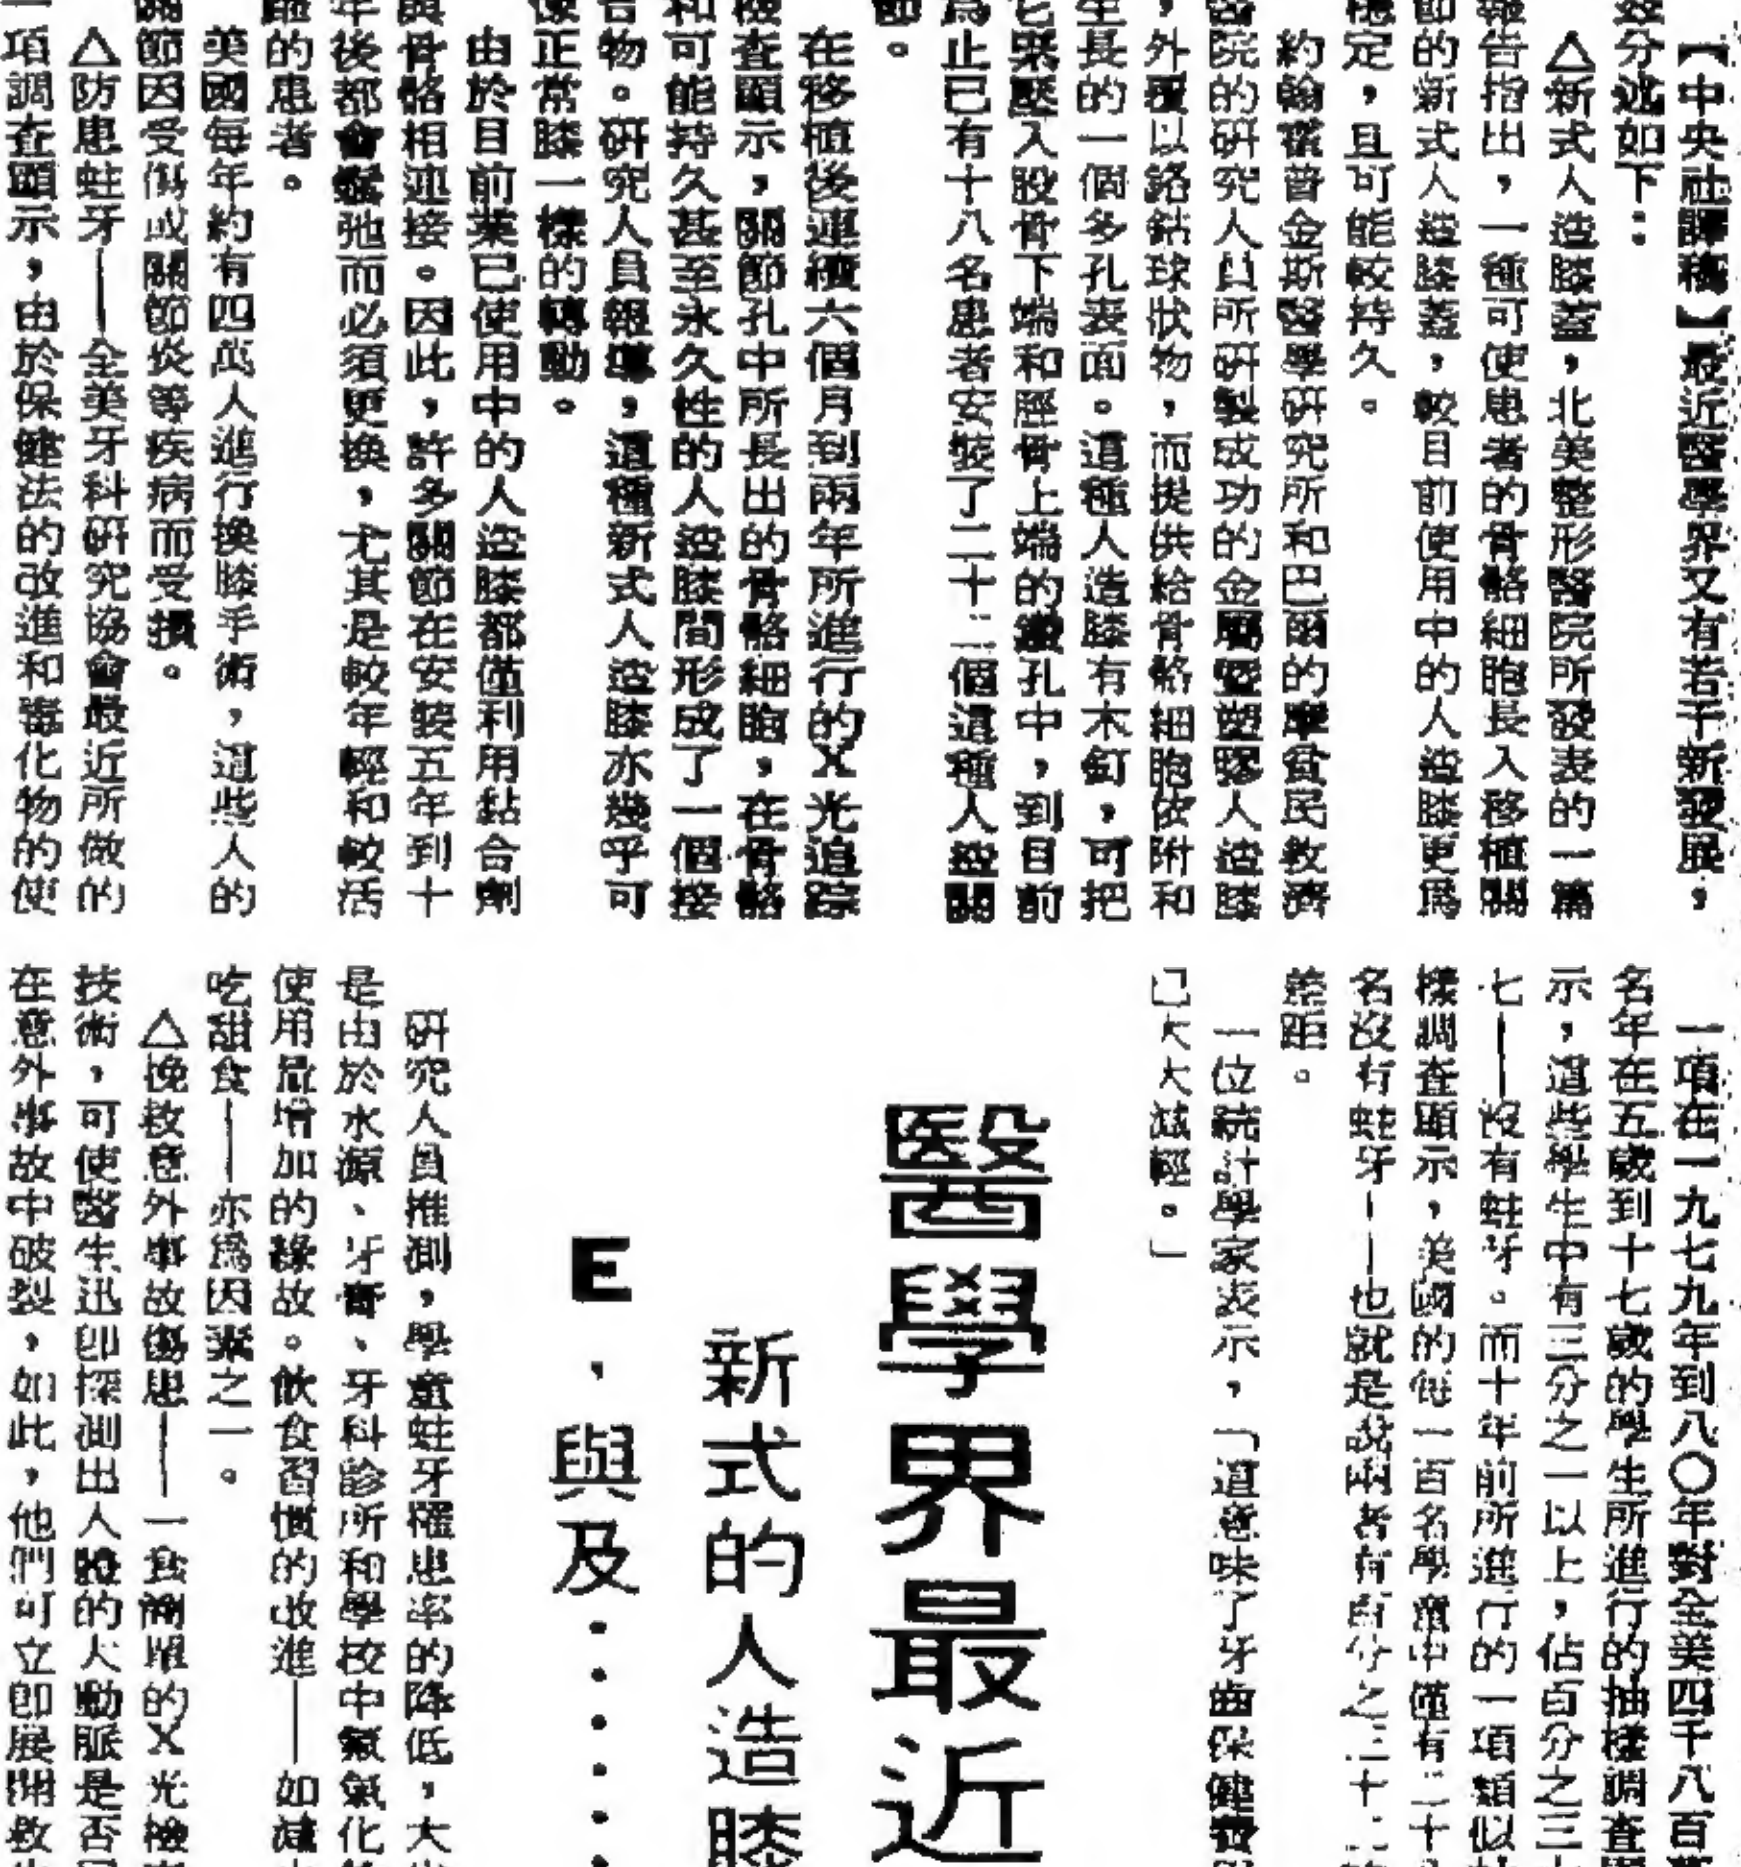 【中央社譯稿】最近醫學界又有若干新發展，
玆分述如下：
△新式人造膝蓋，北美整形醫院所發表的一篇
報告指出，一種可使患者的骨骼細胞長入移植關
節的新式人造膝蓋，較目前使用中的人造膝更爲
穩定，且可能較持久。
約翰霍普金斯醫學研究所和巴爾的摩貧民救濟
醫院的研究人員所研製成功的金屬曁塑膠人造膝
，外覆以鉻鈷球狀物，而提供給骨骼細胞依附和
生長的一個多孔表面。這種人造膝有木釘，可把
它緊壓入股骨下端和脛骨上端的鑽孔中，到目前
爲止已有十八名患者安裝了二十二個這種人造關
節。
在移植後連續六個月到兩年所進行的X光追踪
檢查顯示，關節孔中所長出的骨骼細胞，在骨骼
和可能持久甚至永久性的人造膝間形成了一個接
合物。研究人員報導，這種新式人造膝亦幾乎可
像正常膝一樣的轉動。
由於目前業已使用中的人造膝都僅利用黏合劑
與骨骼相連接。因此，許多關節在安裝五年到十
年後都會鬆弛而必須更換，尤其是較年輕和較活
躍的患者。
美國每年約有四萬人進行換膝手術，這些人的
關節因受傷或關節炎等疾病而受損。
△防患蛀牙——全美牙科研究協會最近所做的
一項調查顯示，由於保健法的改進和氟化物的使
一項在一九七九年到八〇年對全美四千八百
名年在五歲到十七歲的學生所進行的抽樣調查
示，這些學生中有三分之一以上，佔百分之三十
七——沒有蛀牙。而十年前所進行的一項類似
樣調查顯示，美國的每一百名學童中僅有二十
名沒有蛀牙——也就是說兩者有百分之三十二
差距。
一位統計學家表示，「這意味了牙齒保健費
已大大減輕。」
醫學界最近
新式的人造膝
E，與及……
研究人員推測，學童蛀牙罹患率的降低，大
是由於水源、牙膏、牙科診所和學校中氟氣化
使用量增加的緣故。飲食習慣的改進——如減
吃甜食——亦爲因素之一。
△挽救意外事故傷患——一套簡單的X光檢
技術，可使醫生迅卽探測出人體的大動脈是否
在意外事故中破裂，如此，他們可立卽展開救